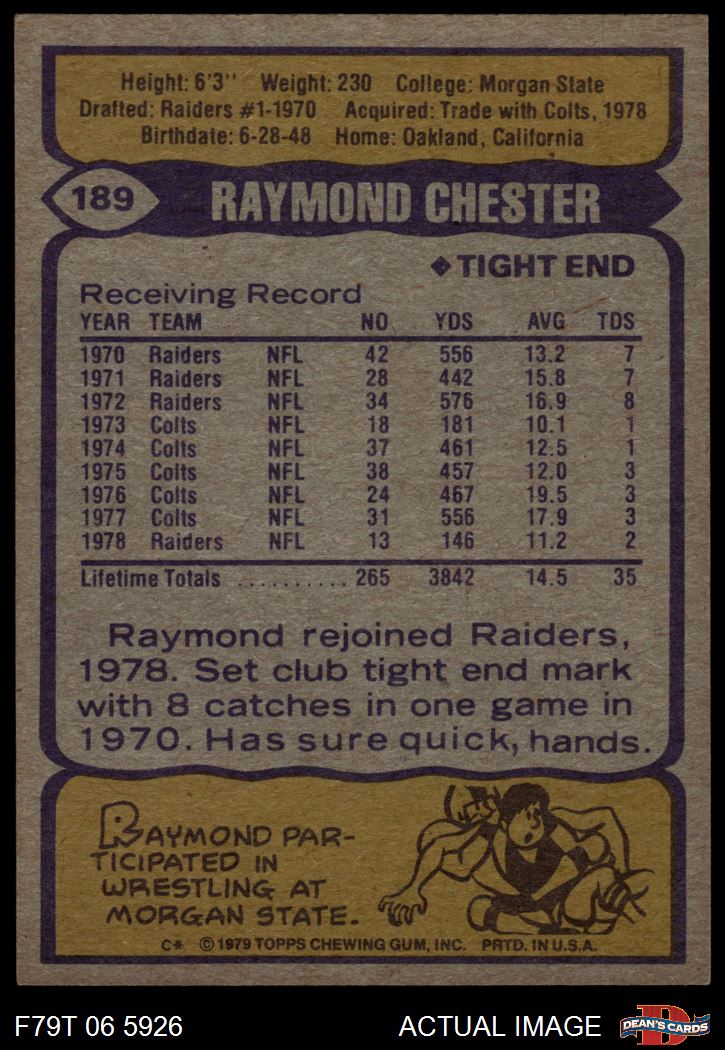 Height: 6'3'' Weight: 230 College: Morgan State
Drafted: Raiders #1-1970 Acquired: Trade with Colts, 1978
Birthdate: 6-28-48 Home: Oakland, California
189 RAYMOND CHESTER
◆TIGHT END
Receiving Record
YEAR TEAM NO YDS AVG TDS
1970 Raiders NFL 42 556 13.2 7
1971 Raiders NFL 28 442 15.8 7
1972 Raiders NFL 34 576 16.9 8
1973 Colts NFL 18 181 10.1 1
1974 Colts NFL 37 461 12.5 1
1975 Colts NFL 38 457 12.0 3
1976 Colts NFL 24 467 19.5 3
1977 Colts NFL 31 556 17.9 3
1978 Raiders NFL 13 146 11.2 2
Lifetime Totals .......... 265 3842 14.5 35
Raymond rejoined Raiders,
1978. Set club tight end mark
with 8 catches in one game in
1970. Has sure quick, hands.
RAYMOND PAR-
TICIPATED IN
WRESTLING AT
MORGAN STATE.
C* © 1979 TOPPS CHEWING GUM, INC. PRTD. IN U.S.A.
F79T 06 5926 ACTUAL IMAGE D DEAN'S CARDS